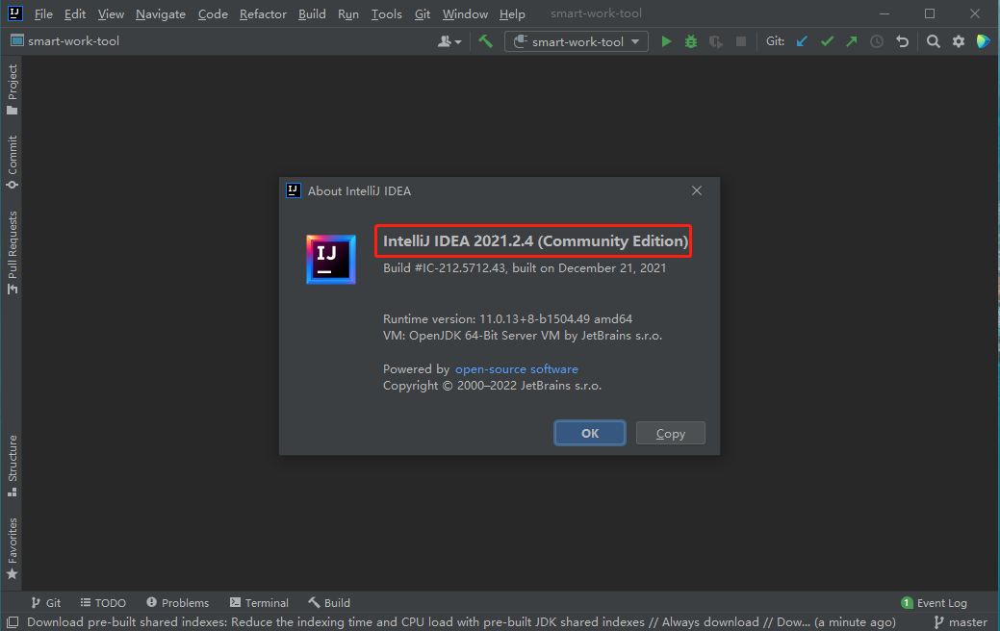 IJ File Edit View Navigate Code Refactor Build Run Tools Git Window Help smart-work-tool
smart-work-tool
smart-work-tool
Git:
Project
Commit
Pull Requests
Structure
Favorites
IJ About IntelliJ IDEA
IJ
IntelliJ IDEA 2021.2.4 (Community Edition)
Build #IC-212.5712.43, built on December 21, 2021
Runtime version: 11.0.13+8-b1504.49 amd64
VM: OpenJDK 64-Bit Server VM by JetBrains s.r.o.
Powered by open-source software
Copyright © 2000–2022 JetBrains s.r.o.
OK Copy
Git TODO Problems Terminal Build 1 Event Log
Download pre-built shared indexes: Reduce the indexing time and CPU load with pre-built JDK shared indexes // Always download // Dow... (a minute ago) master